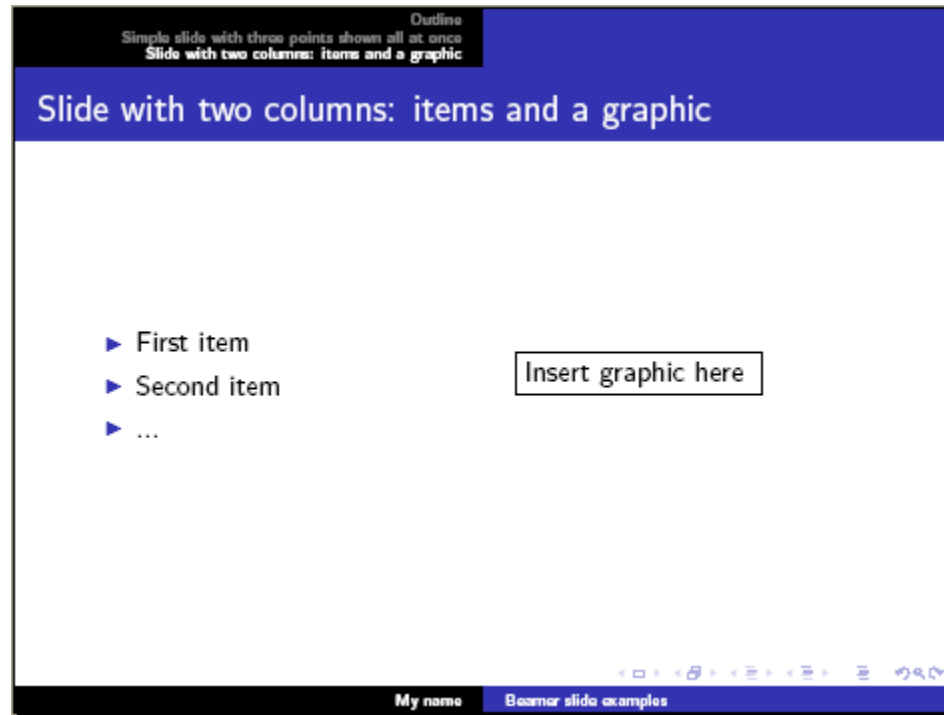 Outline
Simple slide with three points shown all at once
Slide with two columns: items and a graphic
Slide with two columns: items and a graphic
First item
Second item
...
Insert graphic here
My name
Beamer slide examples